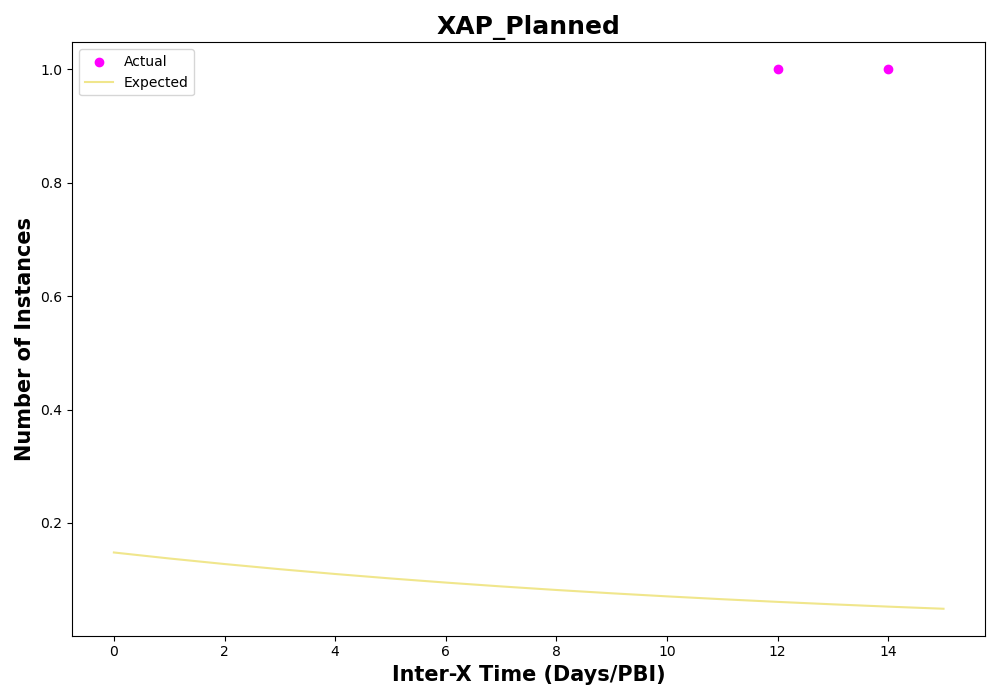 XAP_Planned
Actual
Expected
Number of Instances
1.0
0.8
0.6
0.4
0.2
0 2 4 6 8 10 12 14
Inter-X Time (Days/PBI)